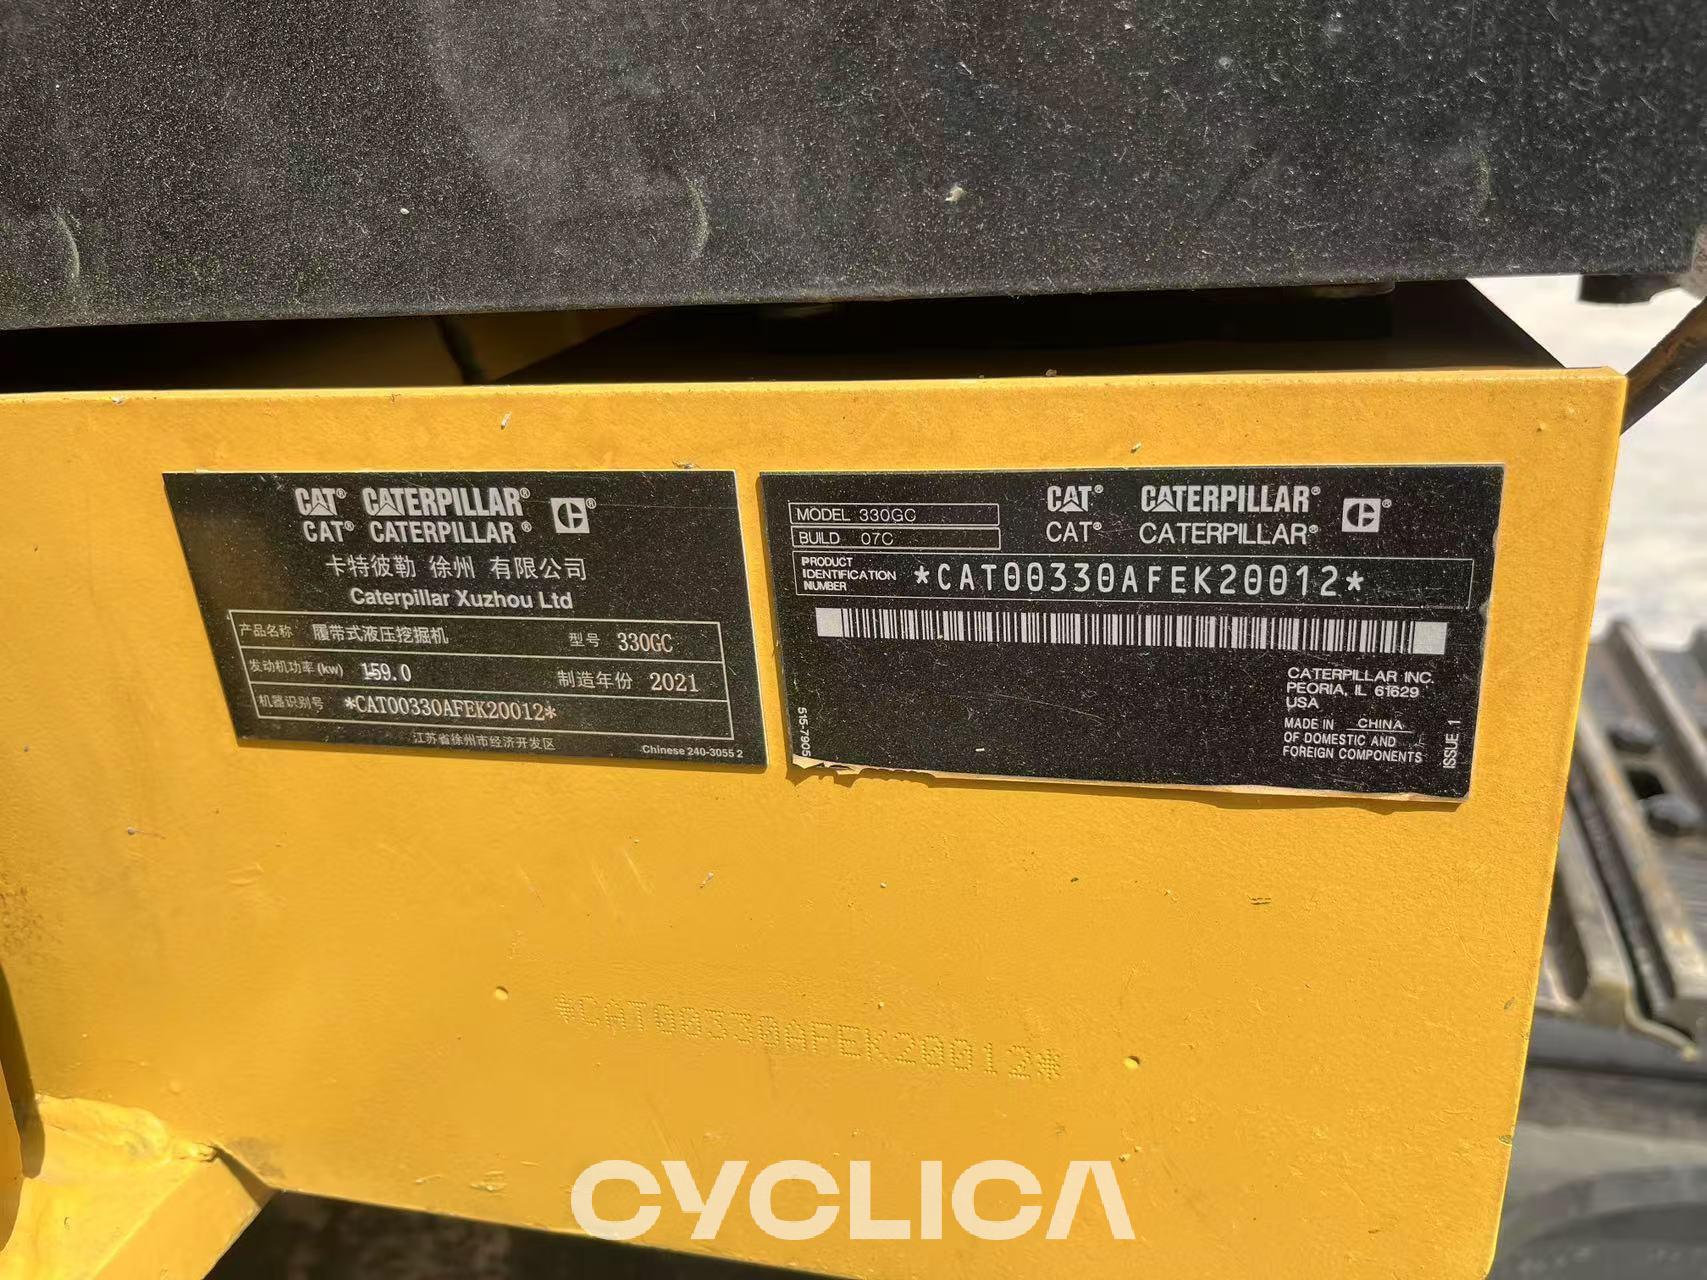 CAT® CATERPILLAR® C®
CAT® CATERPILLAR®
卡特彼勒 徐州 有限公司
Caterpillar Xuzhou Ltd
产品名称 履带式液压挖掘机 型号 330GC
发动机功率(kw) 159.0 制造年份 2021
机器识别号 *CAT00330AFEK20012*
江苏省徐州市经济开发区 Chinese 240-3055 2
MODEL 330GC
BUILD 07C
CAT® CATERPILLAR® C®
CAT® CATERPILLAR®
PRODUCT
IDENTIFICATION
NUMBER
*CAT00330AFEK20012*
CATERPILLAR INC.
PEORIA, IL 61629
USA
MADE IN CHINA
OF DOMESTIC AND
FOREIGN COMPONENTS
515-7905
ISSUE 1
*CAT00330AFEK20012*
CYCLICA